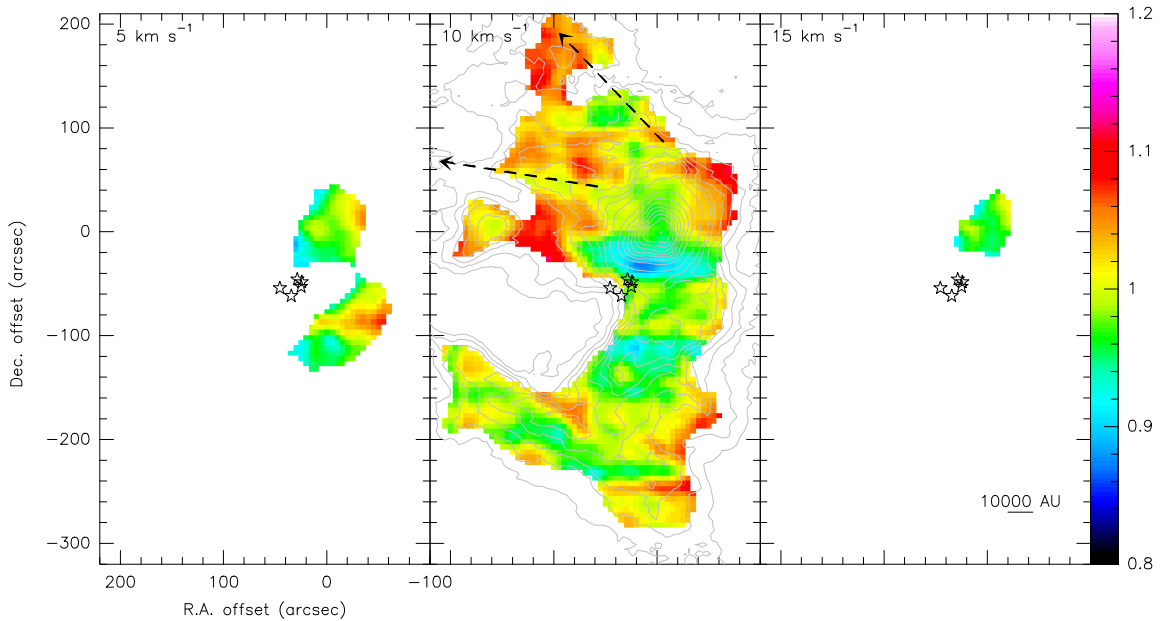 5 km s⁻¹
10 km s⁻¹
15 km s⁻¹
200
100
0
−100
−200
−300
Dec. offset (arcsec)
200
100
0
−100
R.A. offset (arcsec)
10000 AU
1.2
1.1
1
0.9
0.8